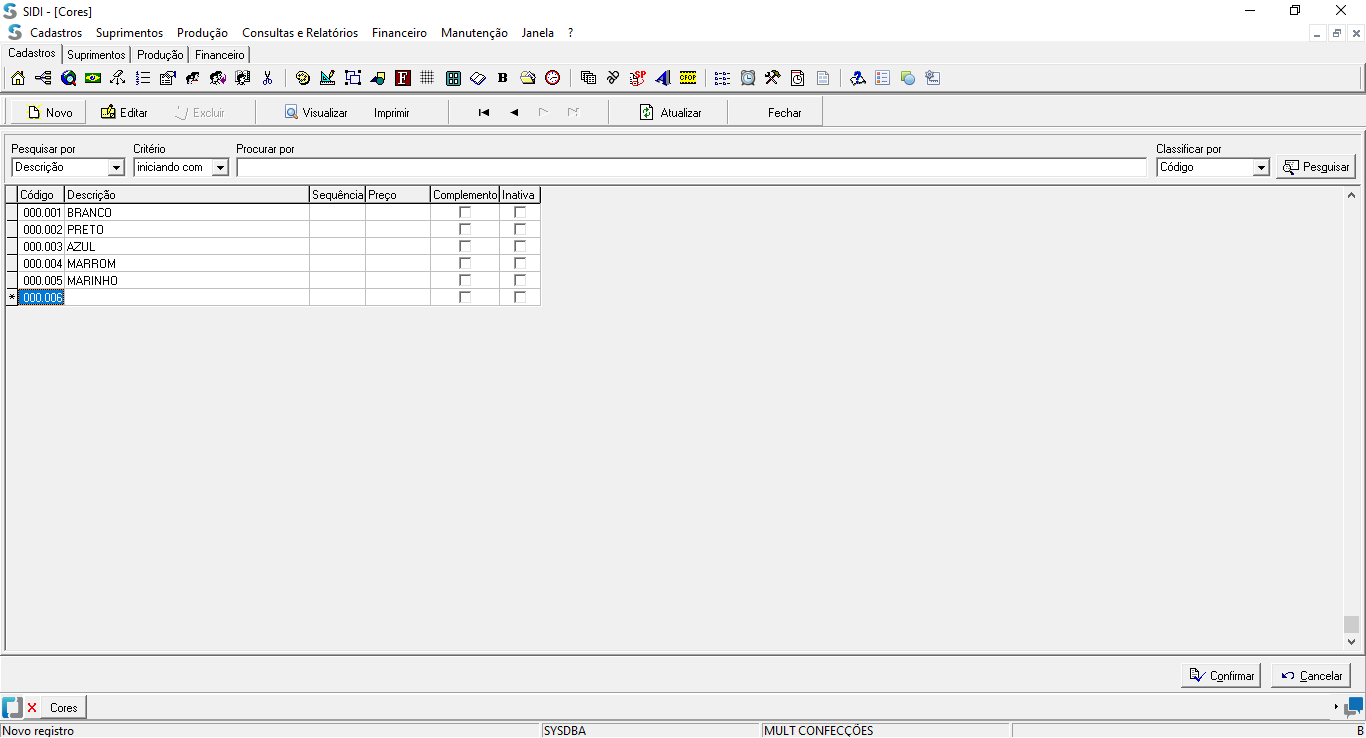 SIDI - [Cores]
Cadastros Suprimentos Produção Consultas e Relatórios Financeiro Manutenção Janela ?
Cadastros Suprimentos Produção Financeiro
F B SP CFOP
Novo Editar Excluir Visualizar Imprimir Atualizar Fechar
Pesquisar por Critério Procurar por Classificar por
Descrição iniciando com Código Pesquisar
Código Descrição Sequência Preço Complemento Inativa
000.001 BRANCO
000.002 PRETO
000.003 AZUL
000.004 MARROM
000.005 MARINHO
* 000.006
Confirmar Cancelar
Cores
Novo registro SYSDBA MULT CONFECÇÕES B